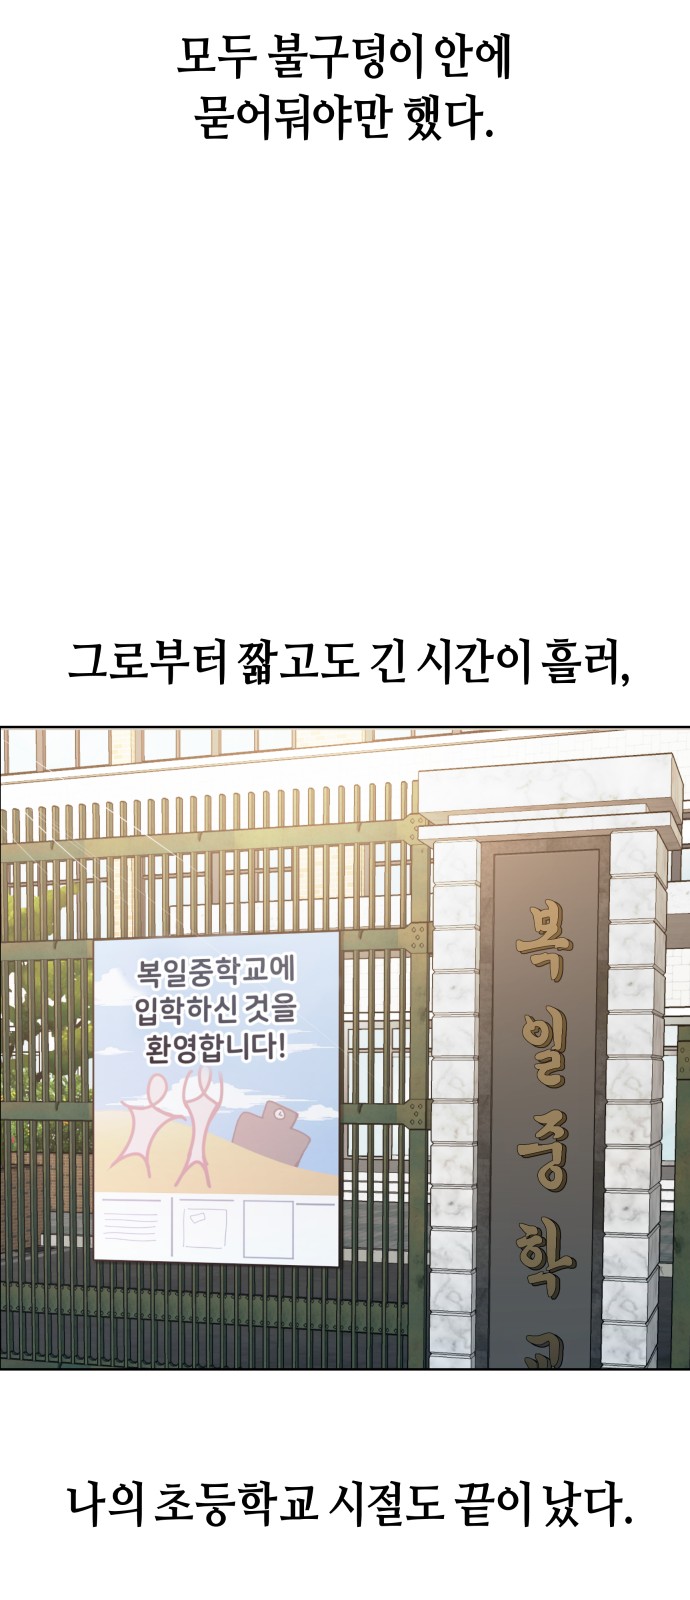 모두 불구덩이 안에
묻어둬야만 했다.
그로부터 짧고도 긴 시간이 흘러,
복일중학교에
입학하신 것을
환영합니다!
복일중학교
나의 초등학교 시절도 끝이 났다.